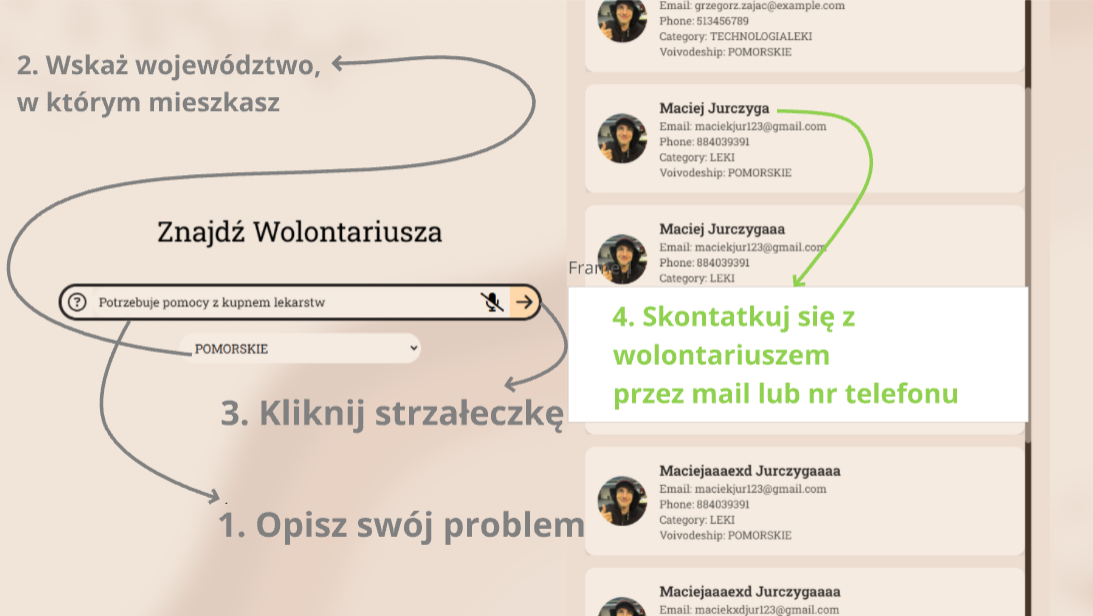 2. Wskaż województwo,
w którym mieszkasz
Znajdź Wolontariusza
? Potrzebuje pomocy z kupnem lekarstw
POMORSKIE
3. Kliknij strzałeczkę
1. Opisz swój problem
Email: grzegorz.zajac@example.com
Phone: 513456789
Category: TECHNOLOGIALEKI
Voivodeship: POMORSKIE
Maciej Jurczyga
Email: maciekjur123@gmail.com
Phone: 884039391
Category: LEKI
Voivodeship: POMORSKIE
Maciej Jurczygaaa
Email: maciekjur123@gmail.com
Phone: 884039391
Category: LEKI
Frame
4. Skontatkuj się z
wolontariuszem
przez mail lub nr telefonu
Maciejaaaexd Jurczygaaaa
Email: maciekjur123@gmail.com
Phone: 884039391
Category: LEKI
Voivodeship: POMORSKIE
Maciejaaaexd Jurczygaaaa
Email: maciekxdjur123@gmail.com